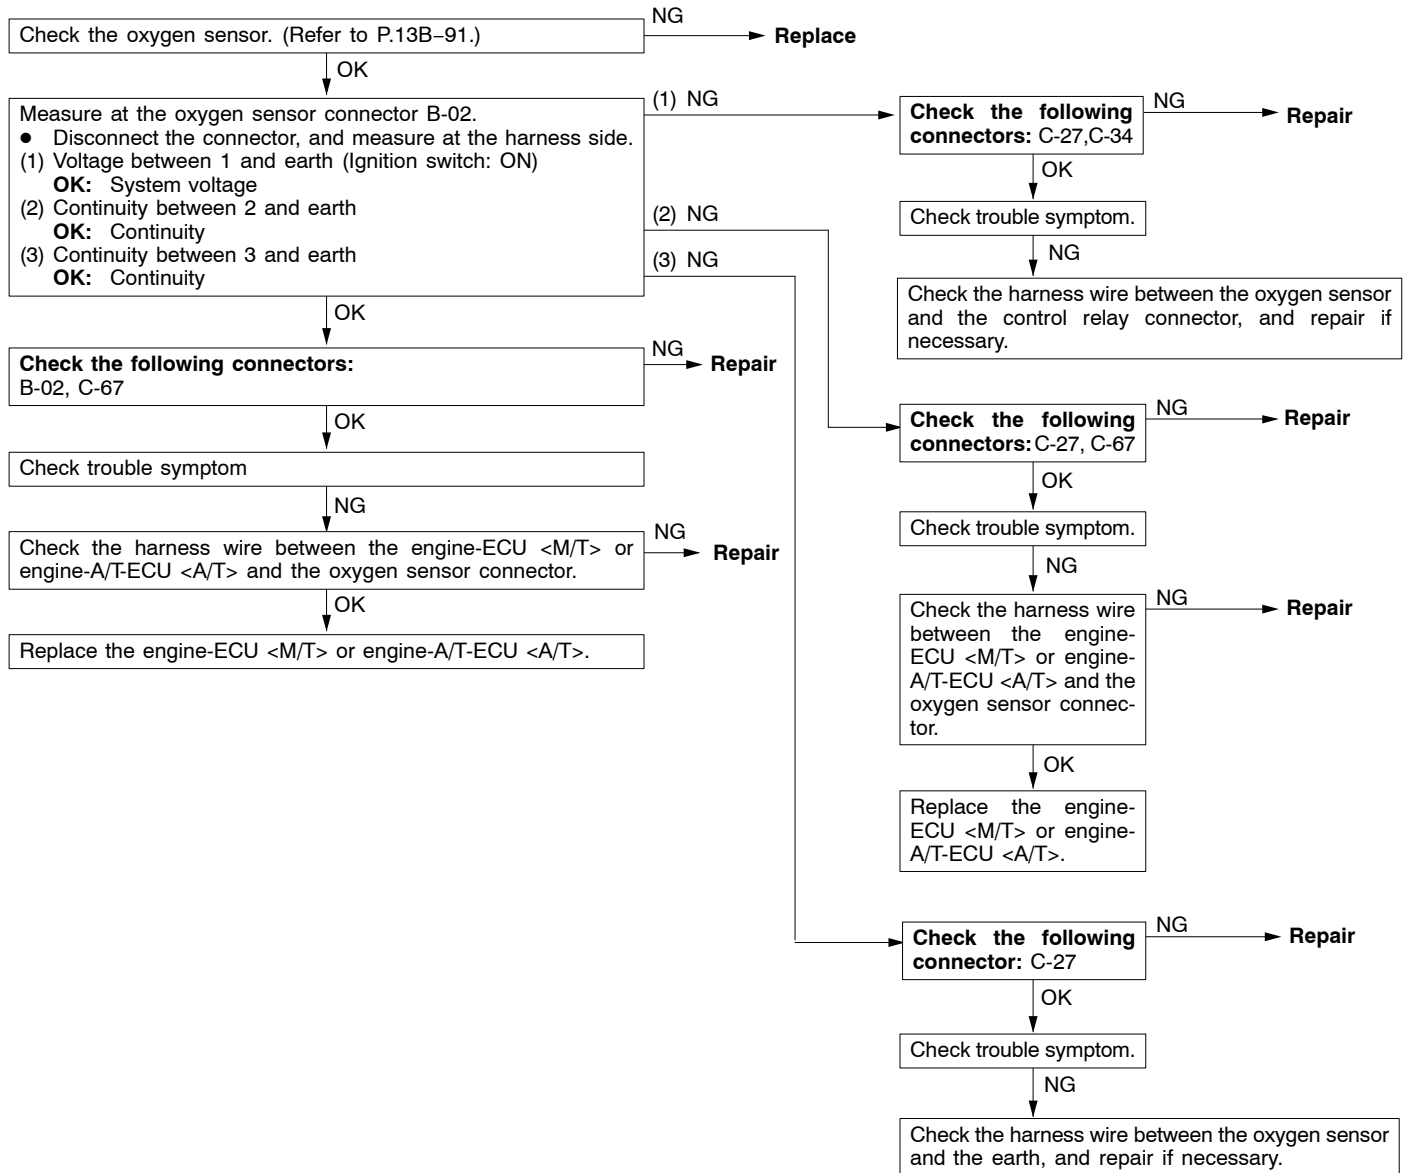 Check the oxygen sensor. (Refer to P.13B–91.)
NG
Replace
OK
Measure at the oxygen sensor connector B-02.
● Disconnect the connector, and measure at the harness side.
(1) Voltage between 1 and earth (Ignition switch: ON)
OK: System voltage
(2) Continuity between 2 and earth
OK: Continuity
(3) Continuity between 3 and earth
OK: Continuity
OK
Check the following connectors:
B-02, C-67
NG
Repair
OK
Check trouble symptom
NG
Check the harness wire between the engine-ECU <M/T> or
engine-A/T-ECU <A/T> and the oxygen sensor connector.
NG
Repair
OK
Replace the engine-ECU <M/T> or engine-A/T-ECU <A/T>.
(1) NG
Check the following
connectors: C-27,C-34
NG
Repair
OK
Check trouble symptom.
NG
Check the harness wire between the oxygen sensor
and the control relay connector, and repair if
necessary.
(2) NG
Check the following
connectors: C-27, C-67
NG
Repair
OK
Check trouble symptom.
NG
Check the harness wire
between the engine-
ECU <M/T> or engine-
A/T-ECU <A/T> and the
oxygen sensor connec-
tor.
NG
Repair
OK
Replace the engine-
ECU <M/T> or engine-
A/T-ECU <A/T>.
(3) NG
Check the following
connector: C-27
NG
Repair
OK
Check trouble symptom.
NG
Check the harness wire between the oxygen sensor
and the earth, and repair if necessary.